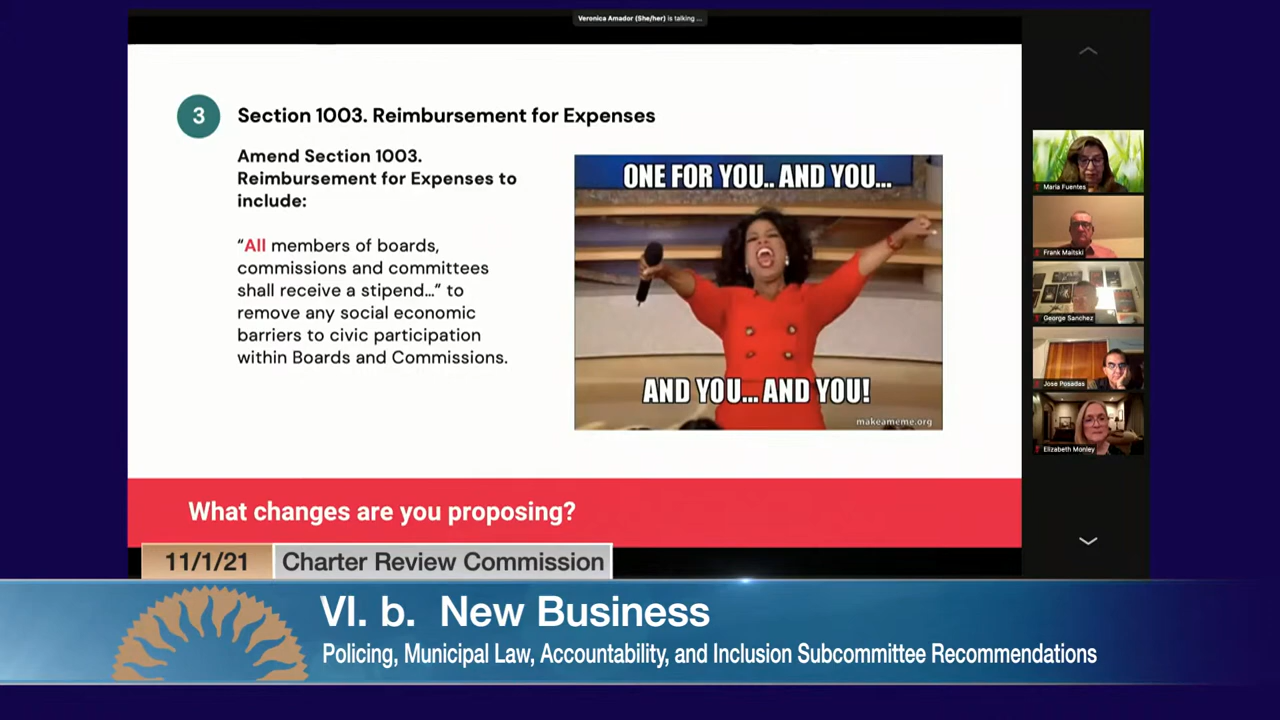 Veronica Amador (She/her) is talking ...
3
Section 1003. Reimbursement for Expenses
Amend Section 1003.
Reimbursement for Expenses to
include:
“All members of boards,
commissions and committees
shall receive a stipend…” to
remove any social economic
barriers to civic participation
within Boards and Commissions.
ONE FOR YOU.. AND YOU...
AND YOU... AND YOU!
makeameme.org
Maria Fuentes
Frank Maitski
George Sanchez
Jose Posadas
Elizabeth Monley
What changes are you proposing?
11/1/21
Charter Review Commission
VI. b. New Business
Policing, Municipal Law, Accountability, and Inclusion Subcommittee Recommendations